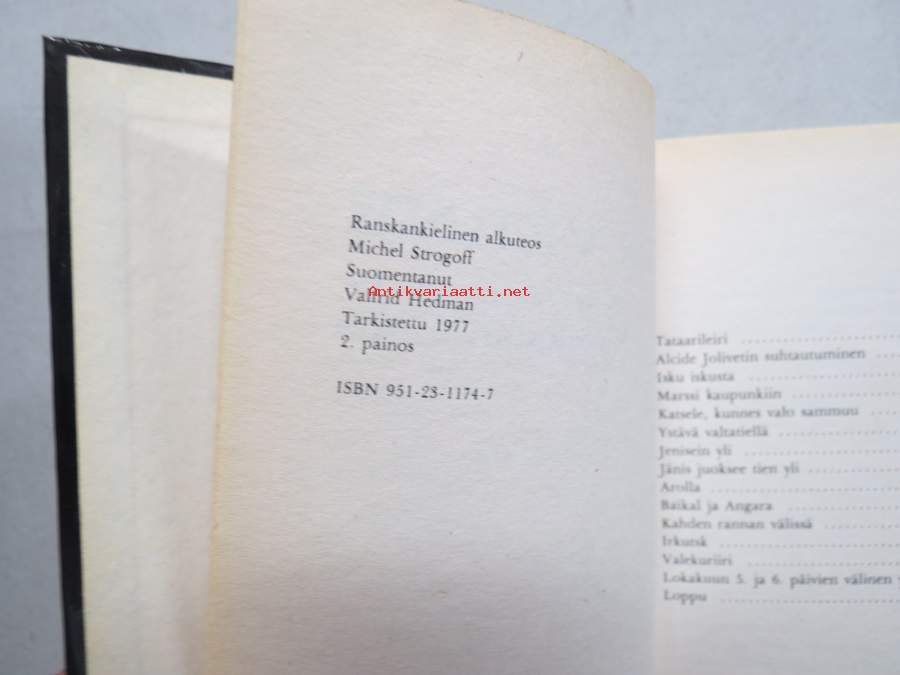 Ranskankielinen alkuteos
Michel Strogoff
Suomentanut
Antikvariaatti.net
Valfrid Hedman
Tarkistettu 1977
2. painos
ISBN 951-23-1174-7
Tataarileiri
Alcide Jolivetin suhtautuminen
Isku iskusta
Marssi kaupunkiin
Katsele, kunnes valo sammuu
Ystävä valtatiellä
Jenisein yli
Jänis juoksee tien yli
Arolla
Baikal ja Angara
Kahden rannan välissä
Irkutsk
Valekuriiri
Lokakuun 5. ja 6. päivien välinen
Loppu